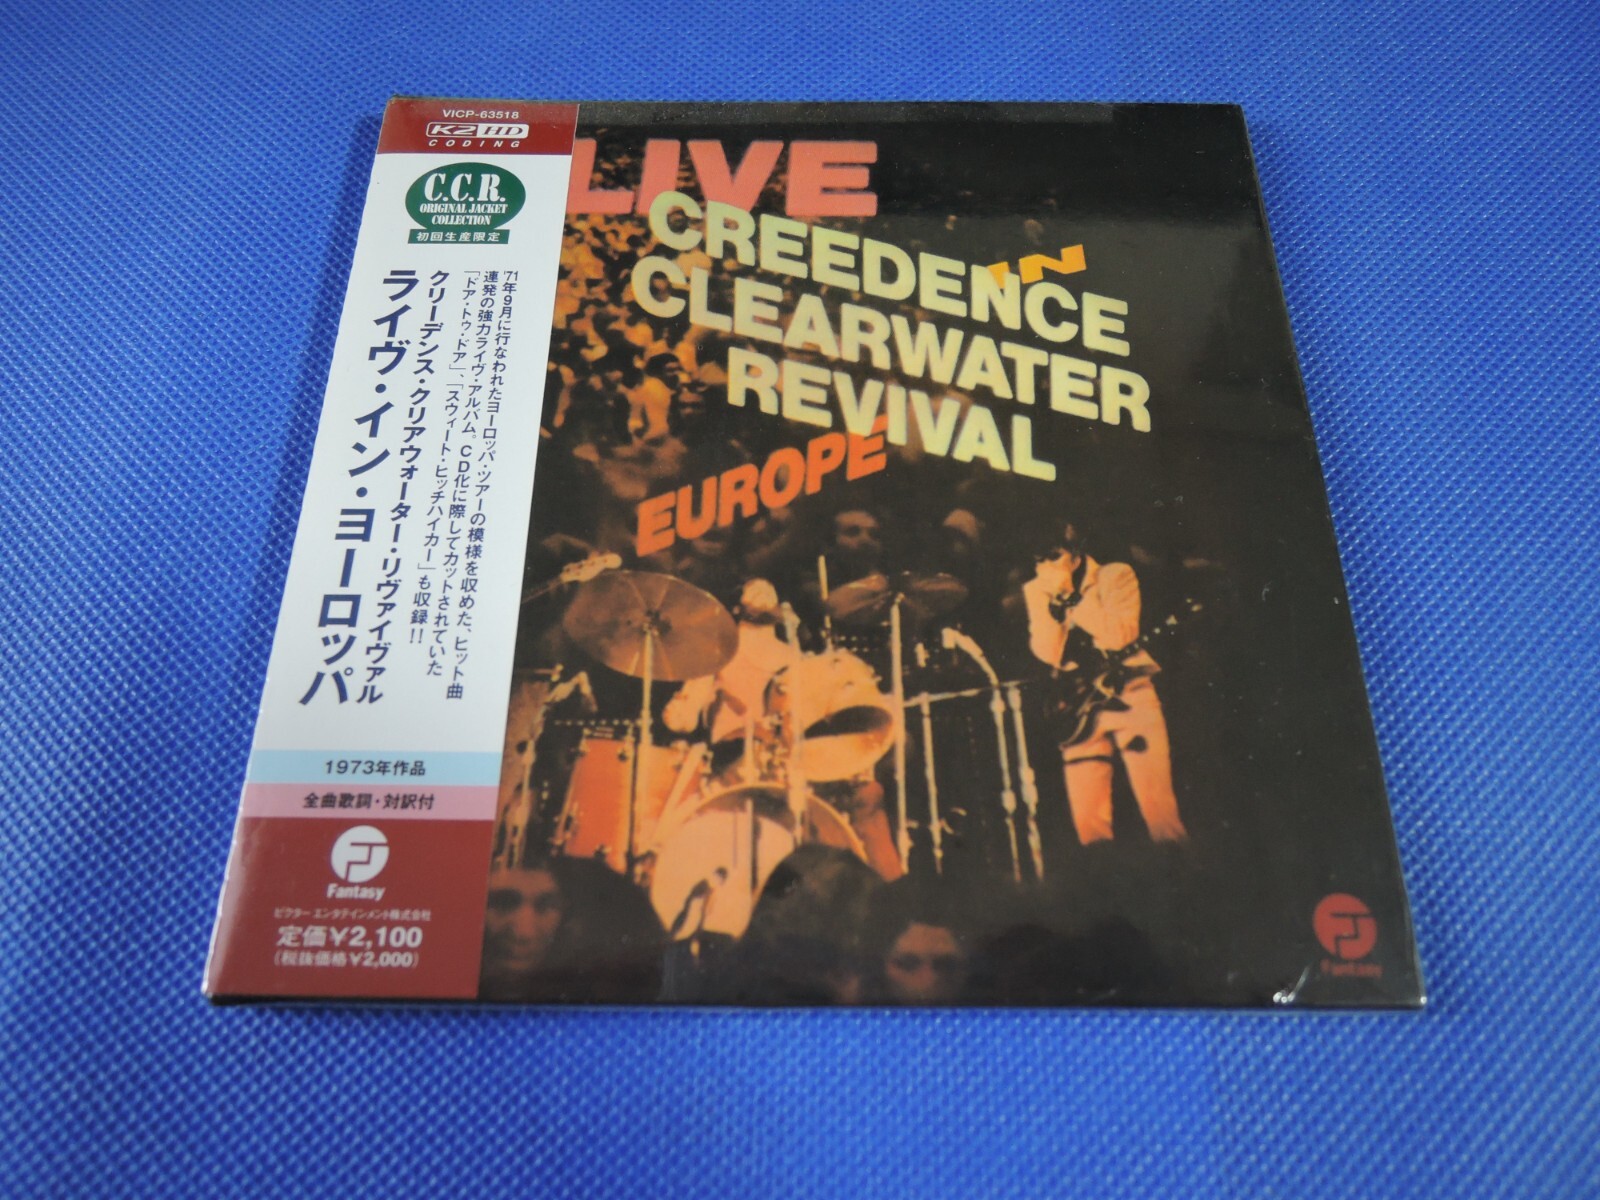 VICP-63518
K2 HD
CODING
C.C.R.
ORIGINAL JACKET
COLLECTION
初回生産限定
'71年9月に行なわれたヨーロッパ・ツアーの模様を収めた、ヒット曲
連発の強力ライヴ・アルバム。CD化に際してカットされていた
「ドア・トゥ・ドア」、「スウィート・ヒッチハイカー」も収録!!
クリーデンス・クリアウォーター・リヴァイヴァル
ライヴ・イン・ヨーロッパ
1973年作品
全曲歌詞・対訳付
Fantasy
ビクター エンタテインメント株式会社
定価¥2,100
(税抜価格¥2,000)
LIVE
CREEDENCE
IN
CLEARWATER
REVIVAL
EUROPE
Fantasy